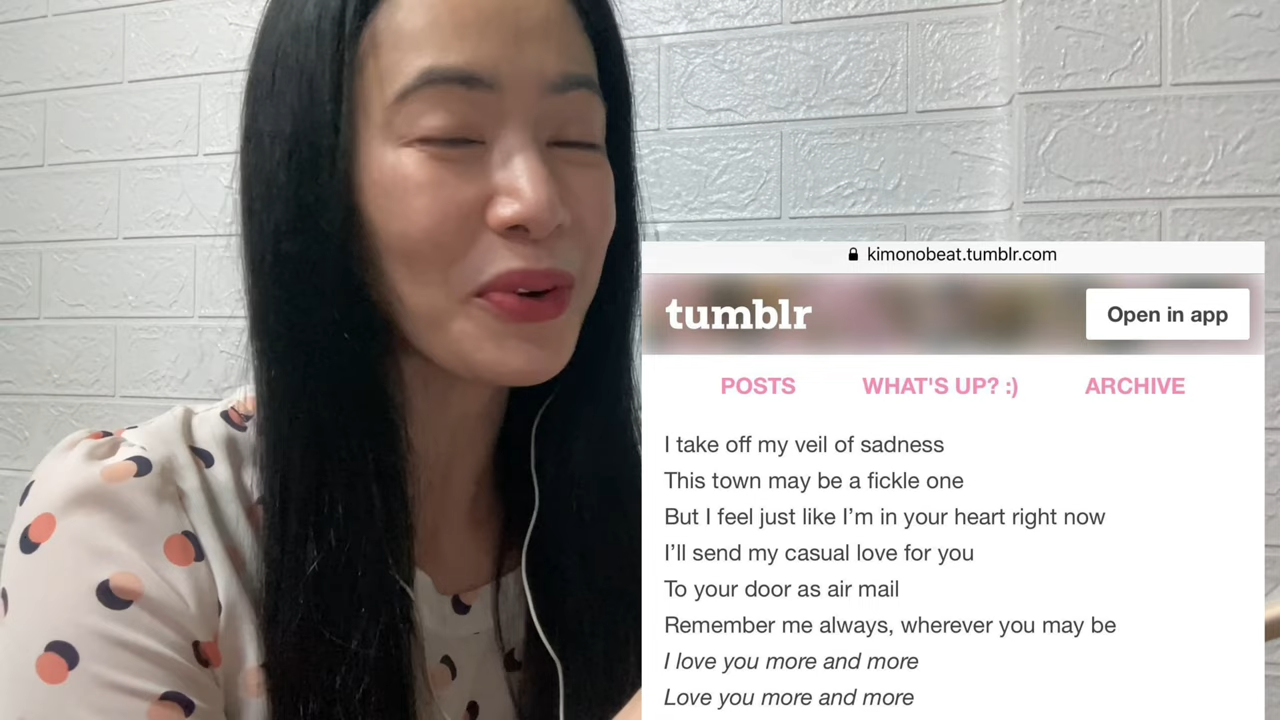 kimonobeat.tumblr.com
tumblr
Open in app
POSTS WHAT'S UP? :) ARCHIVE
I take off my veil of sadness
This town may be a fickle one
But I feel just like I’m in your heart right now
I’ll send my casual love for you
To your door as air mail
Remember me always, wherever you may be
I love you more and more
Love you more and more